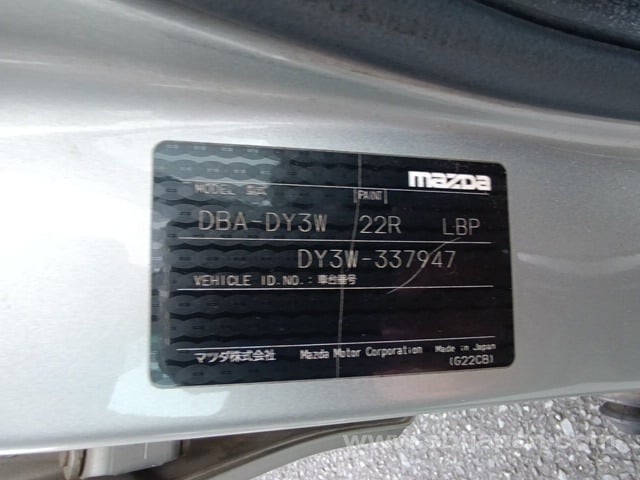 mazda
MODEL 型式 PAINT
DBA-DY3W 22R LBP
DY3W-337947
VEHICLE ID.NO.:車台番号
マツダ株式会社 Mazda Motor Corporation Made in Japan
(G22CB)